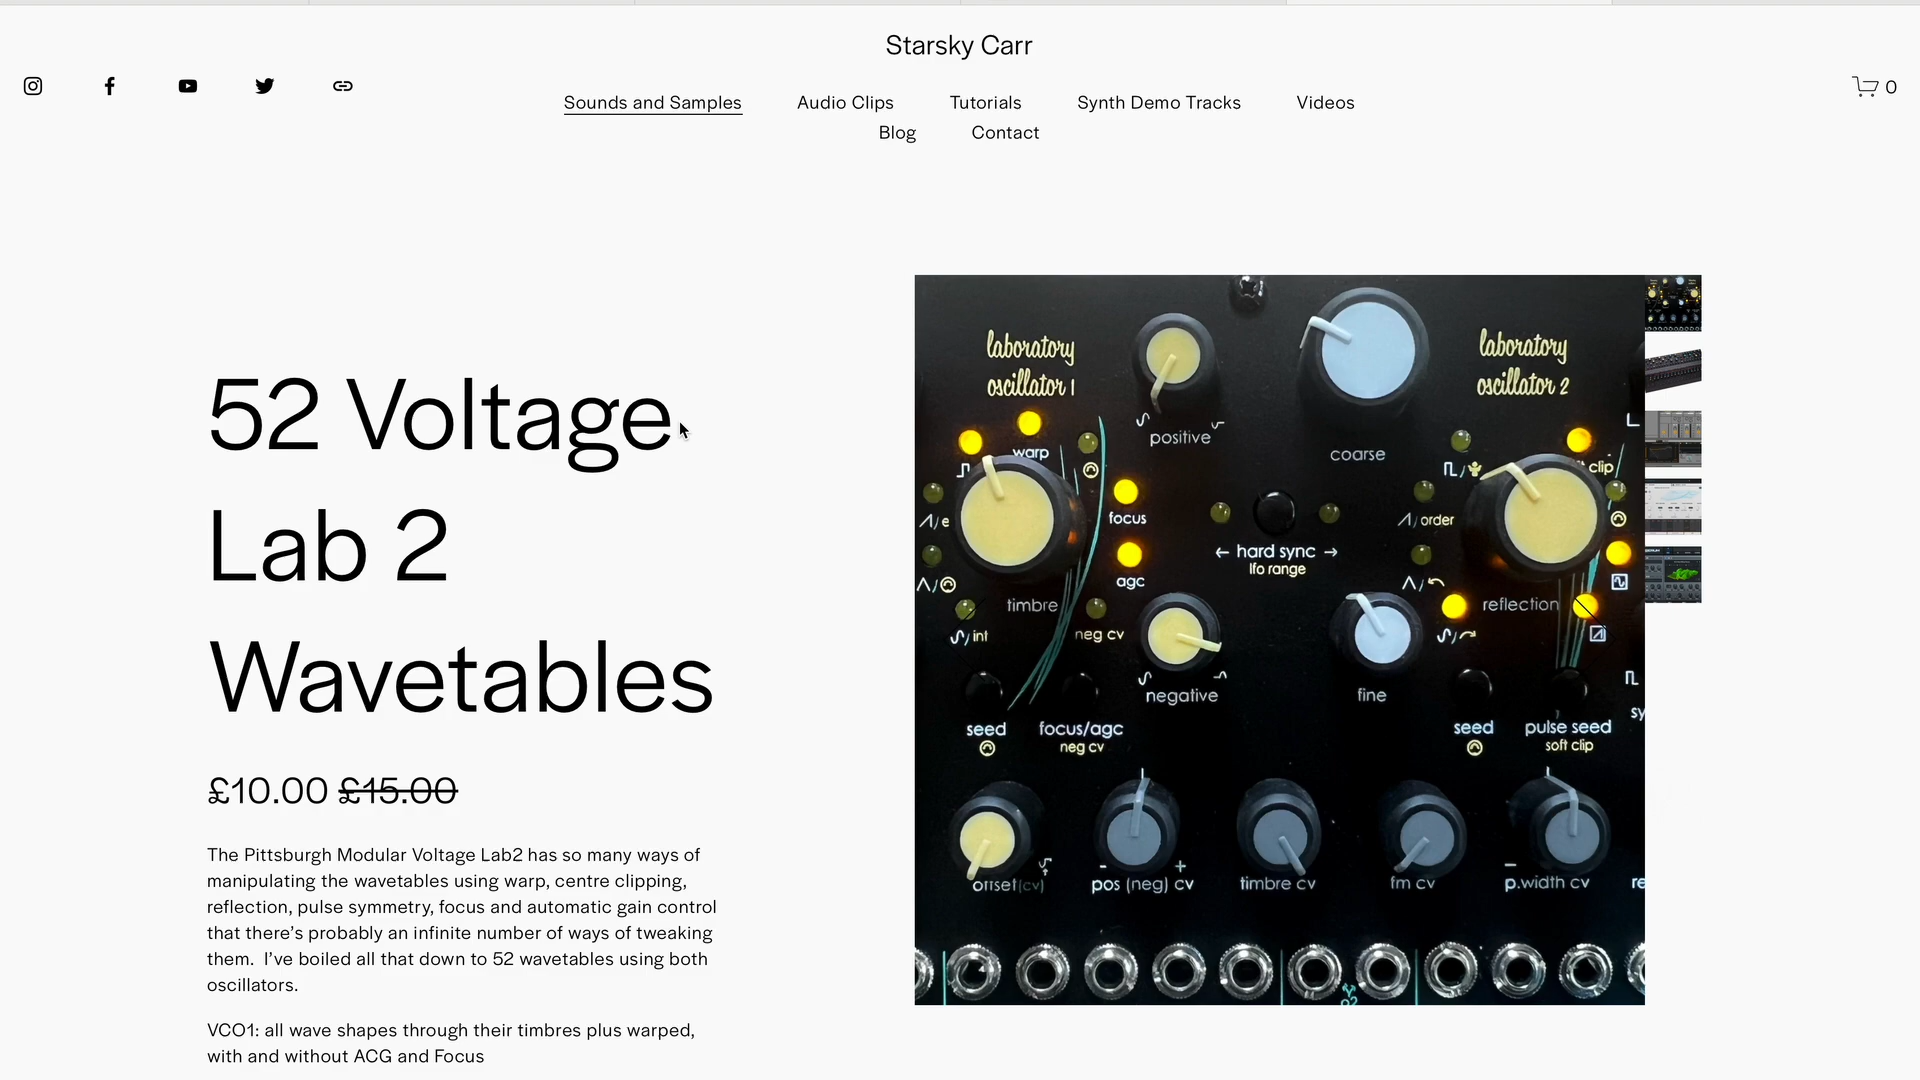 Starsky Carr
Sounds and Samples Audio Clips Tutorials Synth Demo Tracks Videos
Blog Contact
0
52 Voltage
Lab 2
Wavetables
£10.00 £15.00
The Pittsburgh Modular Voltage Lab2 has so many ways of
manipulating the wavetables using warp, centre clipping,
reflection, pulse symmetry, focus and automatic gain control
that there’s probably an infinite number of ways of tweaking
them.  I’ve boiled all that down to 52 wavetables using both
oscillators.
VCO1: all wave shapes through their timbres plus warped,
with and without ACG and Focus
laboratory
oscillator 1
laboratory
oscillator 2
positive
coarse
warp
clip
focus
order
← hard sync →
lfo range
agc
timbre
reflection
int
neg cv
negative
fine
seed
focus/agc
neg cv
seed
pulse seed
soft clip
sy
offset(cv)
- +
pos (neg) cv
timbre cv
fm cv
p.width cv
re